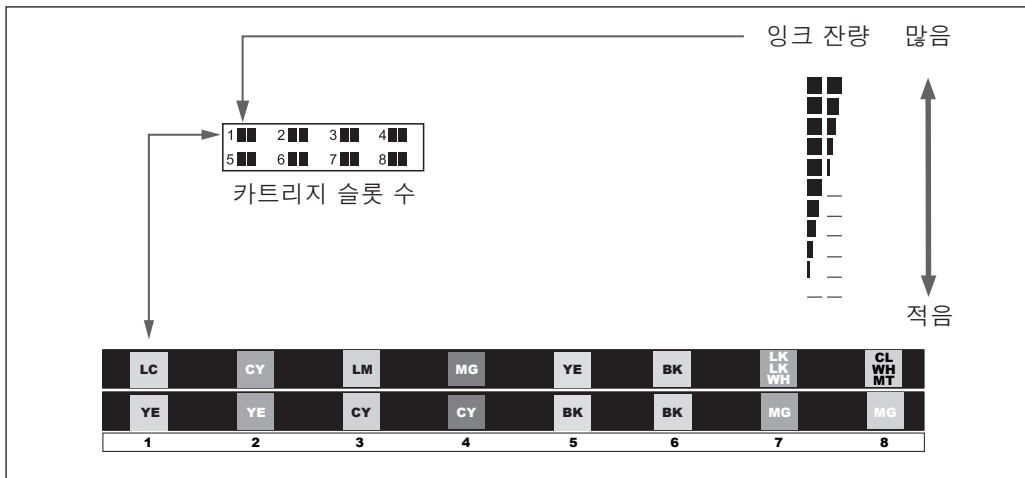 잉크 잔량 많음
1 2 3 4
5 6 7 8
카트리지 슬롯 수
적음
LC CY LM MG YE BK LK LK WH CL WH MT
YE YE CY CY BK BK MG MG
1 2 3 4 5 6 7 8